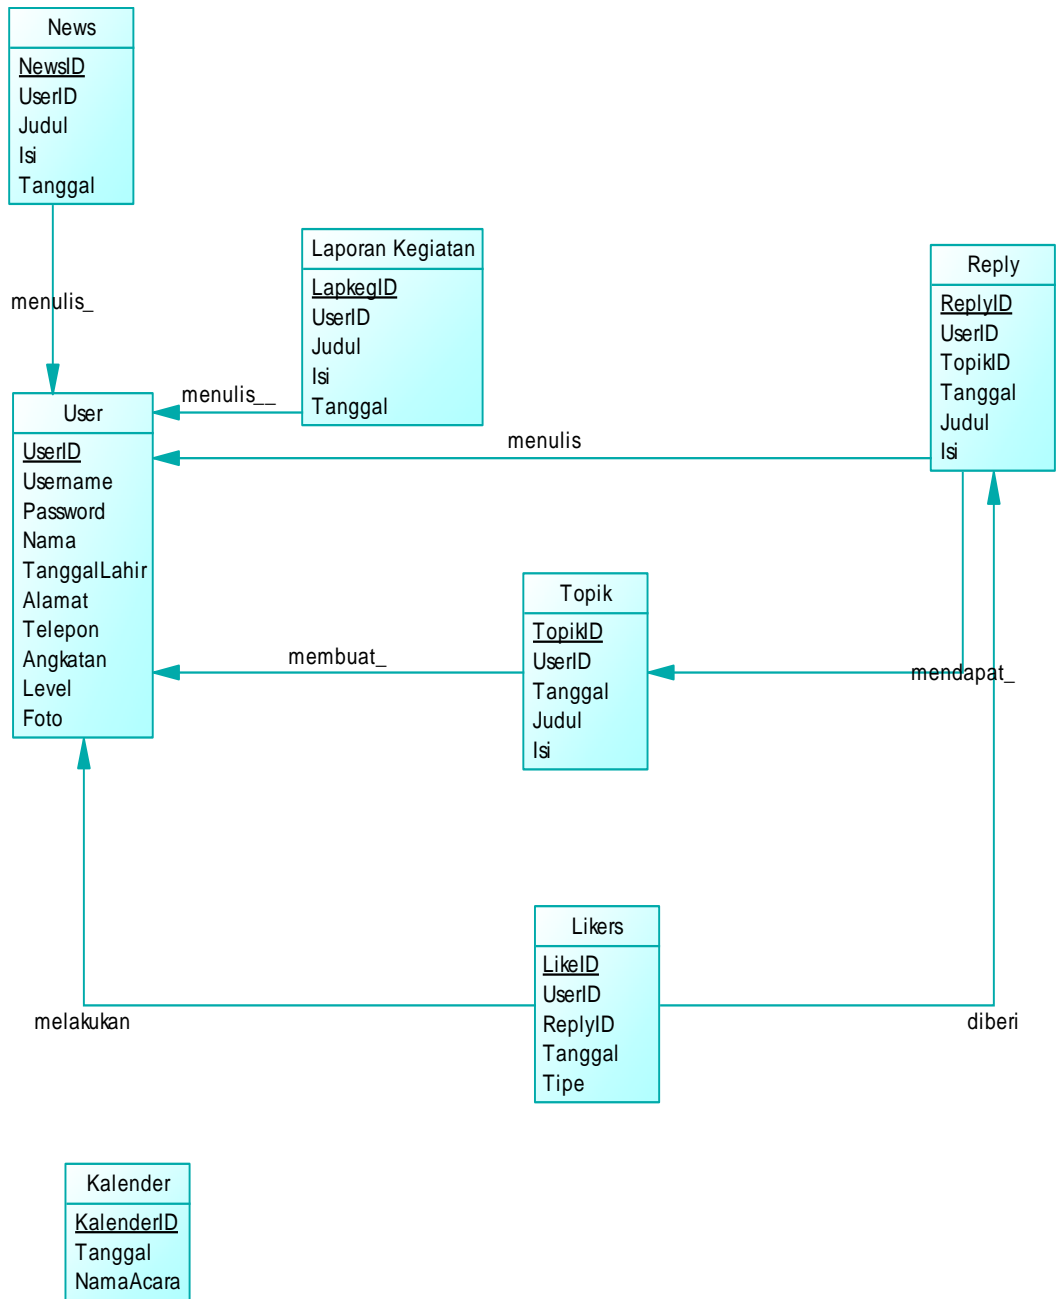 News
NewsID
UserID
Judul
Isi
Tanggal
menulis_
Laporan Kegiatan
LapkegID
UserID
Judul
Isi
Tanggal
menulis__
Reply
ReplyID
UserID
TopikID
Tanggal
Judul
Isi
menulis
User
UserID
Username
Password
Nama
TanggalLahir
Alamat
Telepon
Angkatan
Level
Foto
membuat_
Topik
TopikID
UserID
Tanggal
Judul
Isi
mendapat_
Likers
LikeID
UserID
ReplyID
Tanggal
Tipe
melakukan
diberi
Kalender
KalenderID
Tanggal
NamaAcara